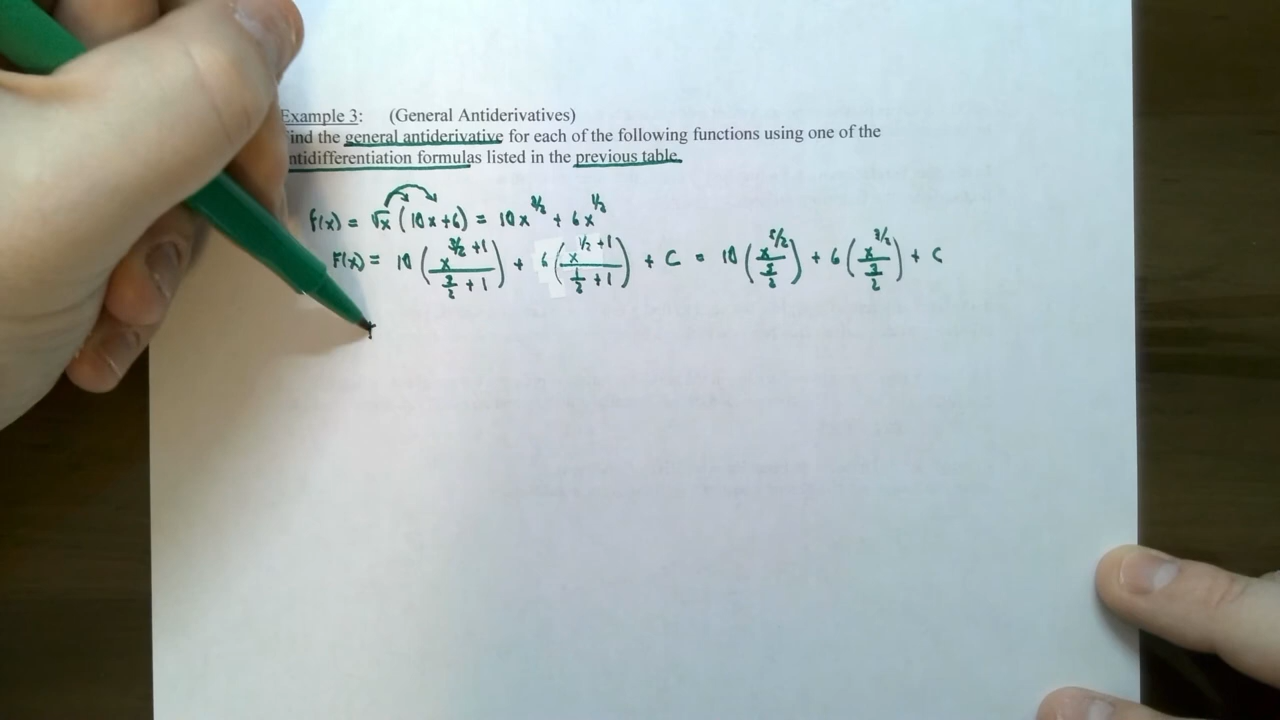 Example 3: (General Antiderivatives)
ind the general antiderivative for each of the following functions using one of the
ntidifferentiation formulas listed in the previous table.
f(x) = √x (10x+6) = 10x^3/2 + 6x^1/2
F(x) = 10 (x^(3/2 +1) / (3/2 + 1)) + 6 (x^(1/2 +1) / (1/2 + 1)) + C = 10 (x^5/2 / (5/2)) + 6 (x^3/2 / (3/2)) + C